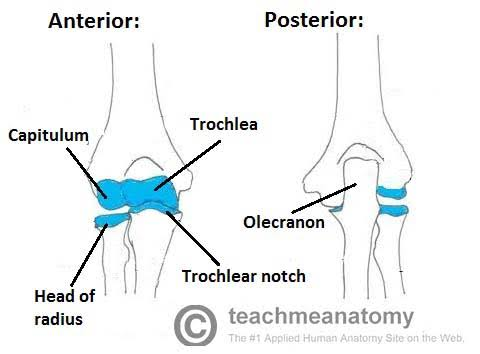 Anterior:
Posterior:
Capitulum
Trochlea
Olecranon
Trochlear notch
Head of
radius
© teachmeanatomy
The #1 Applied Human Anatomy Site on the Web.